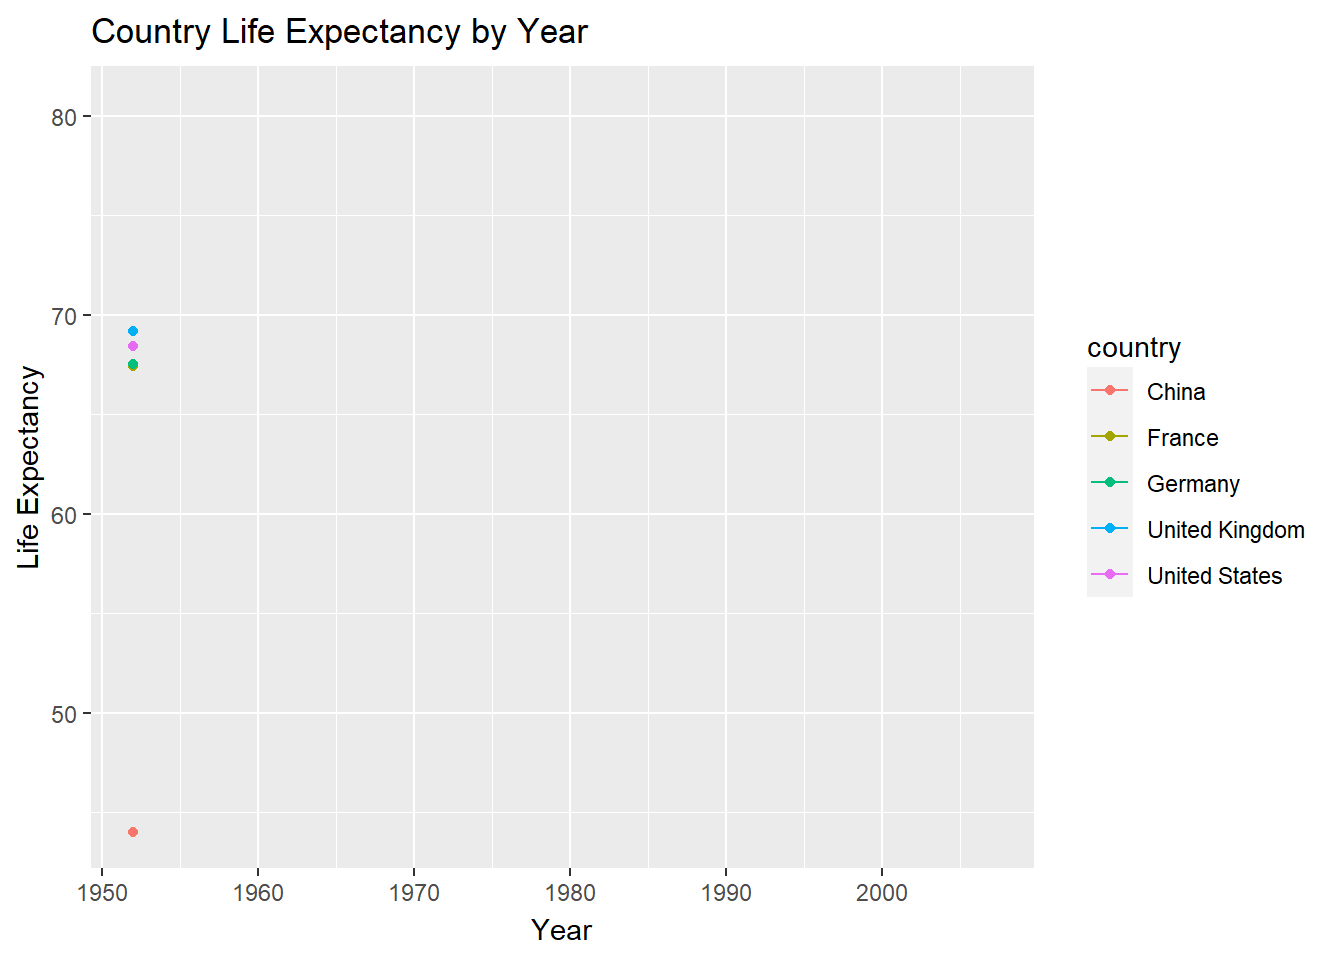 Country Life Expectancy by Year
80
70
60
50
Life Expectancy
1950 1960 1970 1980 1990 2000
Year
country
China
France
Germany
United Kingdom
United States